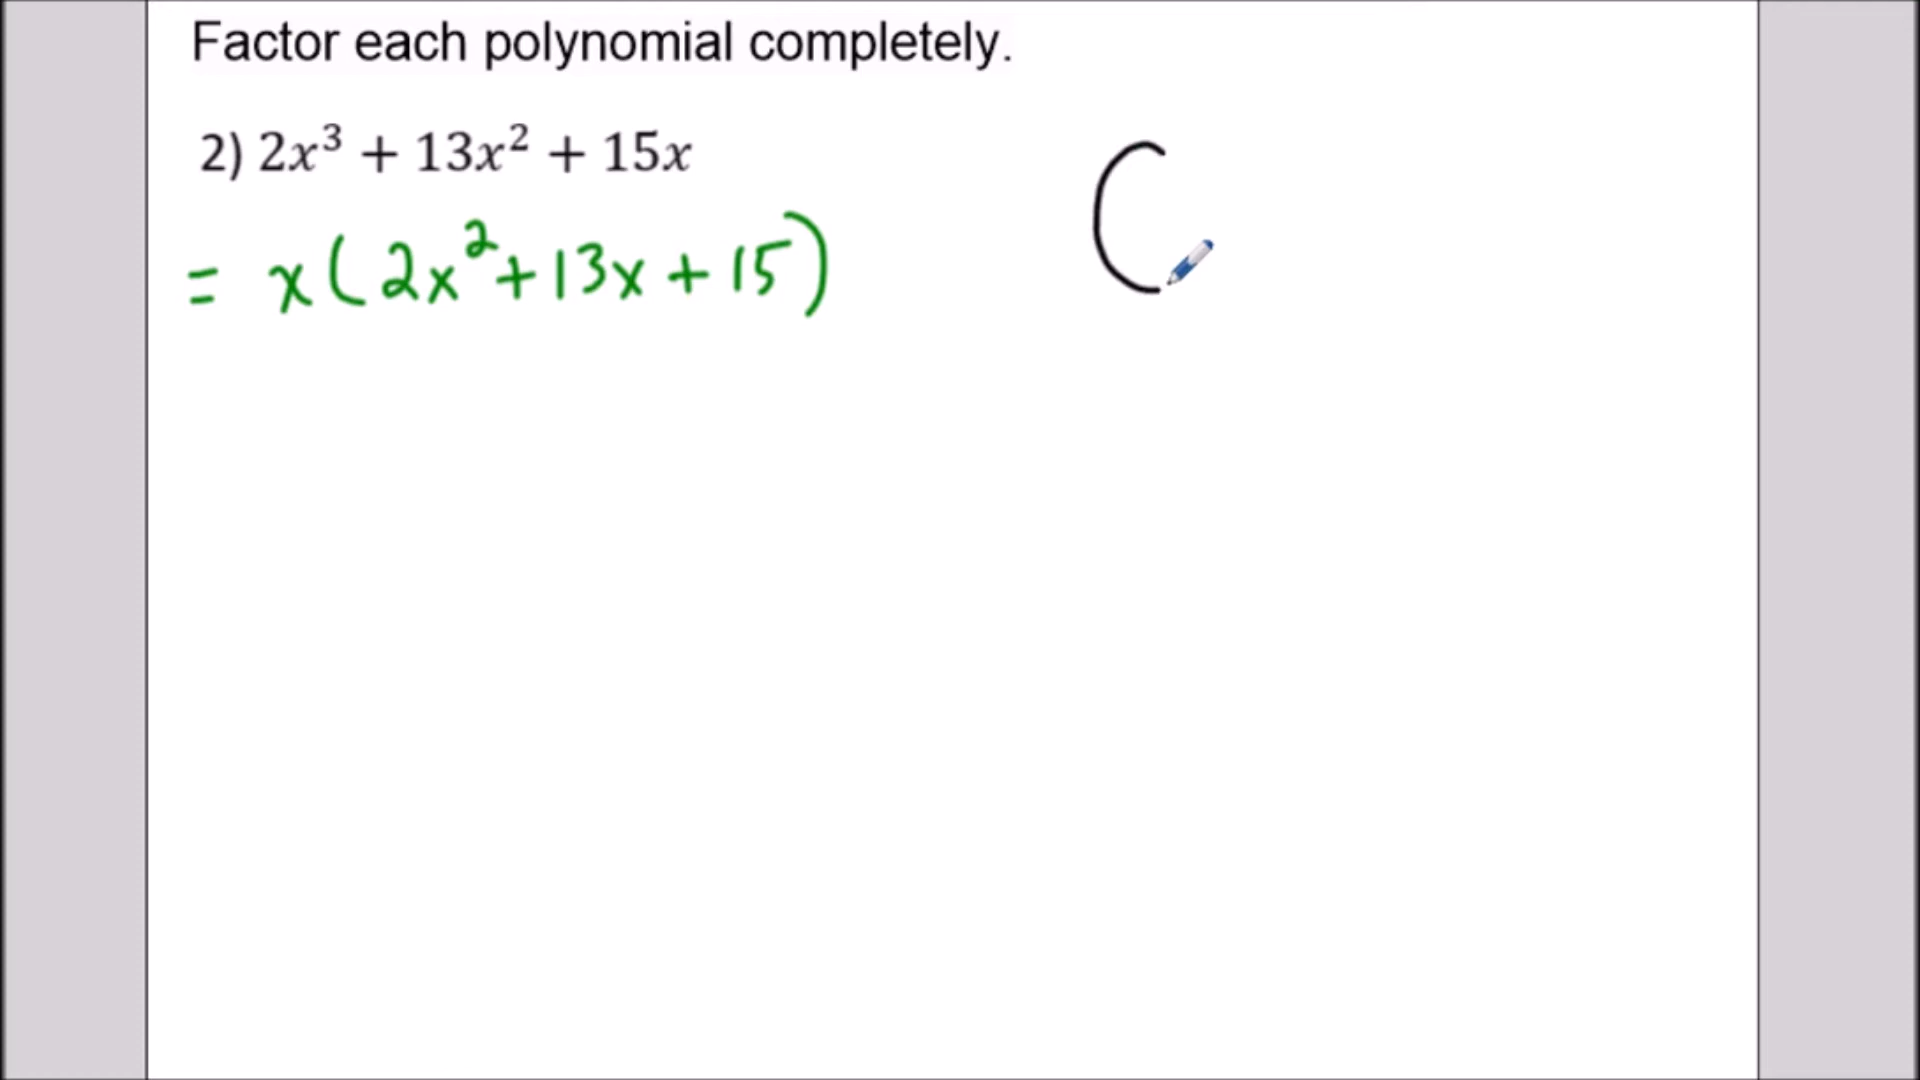 Factor each polynomial completely.
2) 2x³ + 13x² + 15x
= x(2x²+13x+15)
(